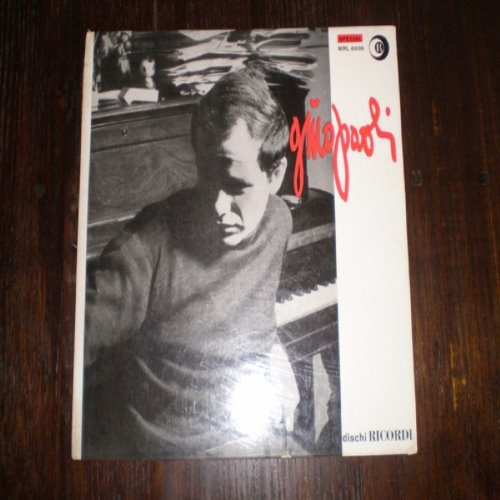 SPECIAL
MRL 6006
R
gino paoli
dischi RICORDI